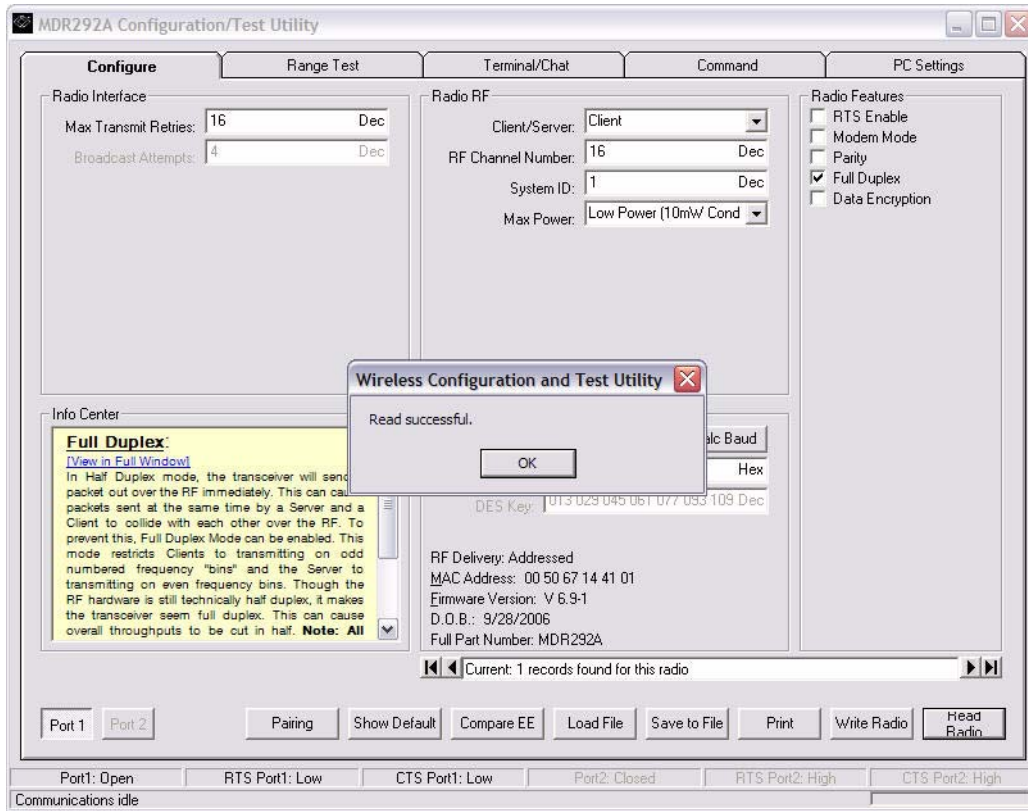 MDR292A Configuration/Test Utility
Configure
Range Test
Terminal/Chat
Command
PC Settings
Radio Interface
Max Transmit Retries: 16 Dec
Broadcast Attempts: 4 Dec
Radio RF
Client/Server: Client
RF Channel Number: 16 Dec
System ID: 1 Dec
Max Power: Low Power (10mW Cond
Radio Features
RTS Enable
Modem Mode
Parity
Full Duplex
Data Encryption
Wireless Configuration and Test Utility
Read successful.
OK
Info Center
Full Duplex:
[View in Full Window]
In Half Duplex mode, the transceiver will send
packet out over the RF immediately. This can
packets sent at the same time by a Server and a
Client to collide with each other over the RF. To
prevent this, Full Duplex Mode can be enabled. This
mode restricts Clients to transmitting on odd
numbered frequency "bins" and the Server to
transmitting on even frequency bins. Though the
RF hardware is still technically half duplex, it makes
the transceiver seem full duplex. This can cause
overall throughputs to be cut in half. Note: All
Baud
Hex
DES Key: 013 029 045 061 077 093 109 Dec
RF Delivery: Addressed
MAC Address: 00 50 67 14 41 01
Firmware Version: V 6.9-1
D.O.B.: 9/28/2006
Full Part Number: MDR292A
Current: 1 records found for this radio
Port 1
Port 2
Pairing
Show Default
Compare EE
Load File
Save to File
Print
Write Radio
Read
Radio
Port1: Open
RTS Port1: Low
CTS Port1: Low
Port2: Closed
RTS Port2: High
CTS Port2: High
Communications idle